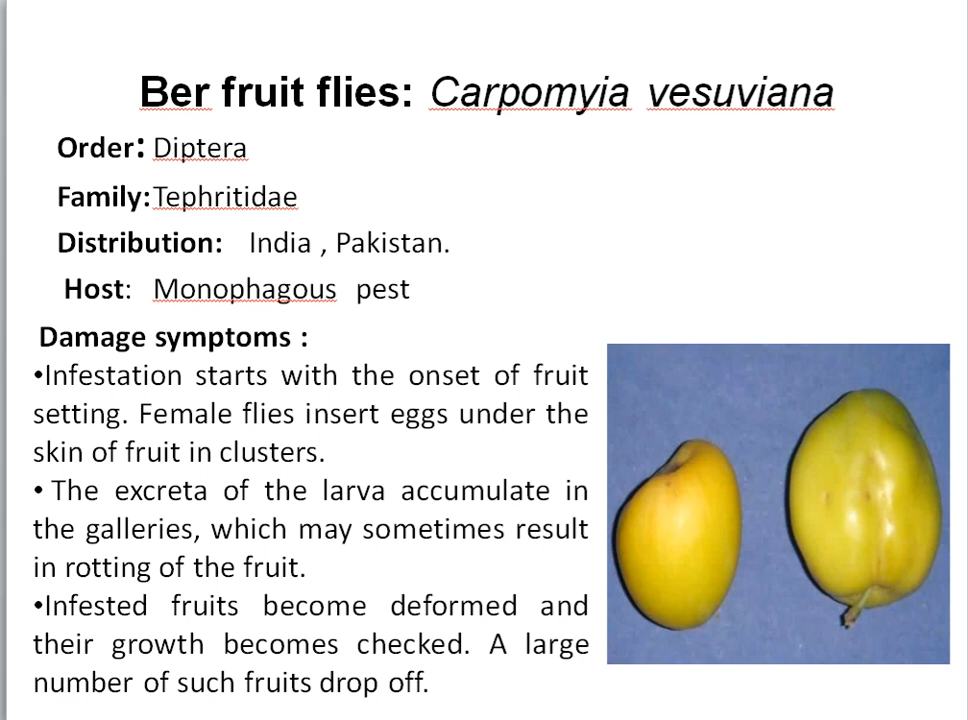 Ber fruit flies: Carpomyia vesuviana
Order: Diptera
Family: Tephritidae
Distribution: India , Pakistan.
Host: Monophagous pest
Damage symptoms :
•Infestation starts with the onset of fruit
setting. Female flies insert eggs under the
skin of fruit in clusters.
• The excreta of the larva accumulate in
the galleries, which may sometimes result
in rotting of the fruit.
•Infested fruits become deformed and
their growth becomes checked. A large
number of such fruits drop off.